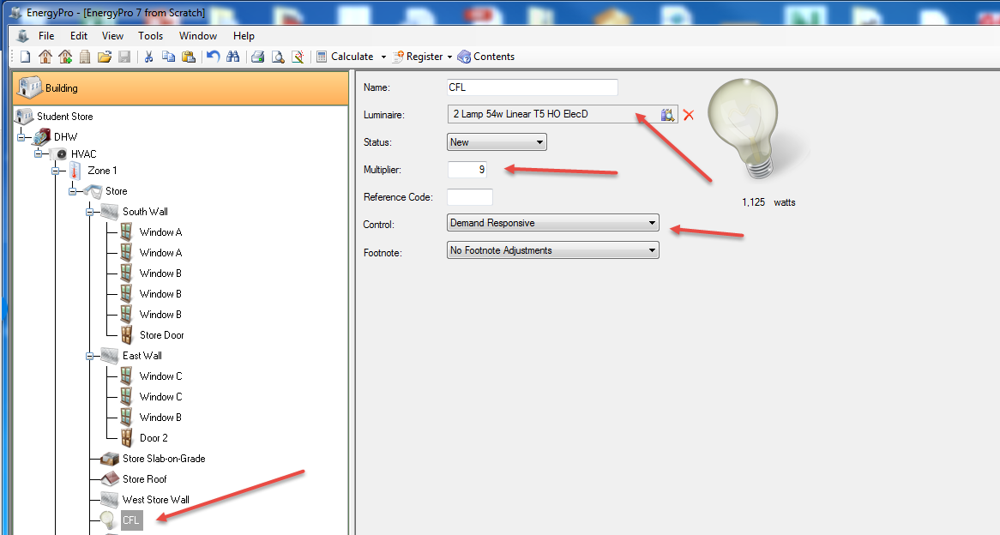 EnergyPro - [EnergyPro 7 from Scratch]
File Edit View Tools Window Help
Calculate Register Contents
Building
Student Store
DHW
HVAC
Zone 1
Store
South Wall
Window A
Window A
Window B
Window B
Window B
Store Door
East Wall
Window C
Window C
Window B
Door 2
Store Slab-on-Grade
Store Roof
West Store Wall
CFL
Name: CFL
Luminaire: 2 Lamp 54w Linear T5 HO ElecD
Status: New
Multiplier: 9
Reference Code:
Control: Demand Responsive
Footnote: No Footnote Adjustments
1,125 watts